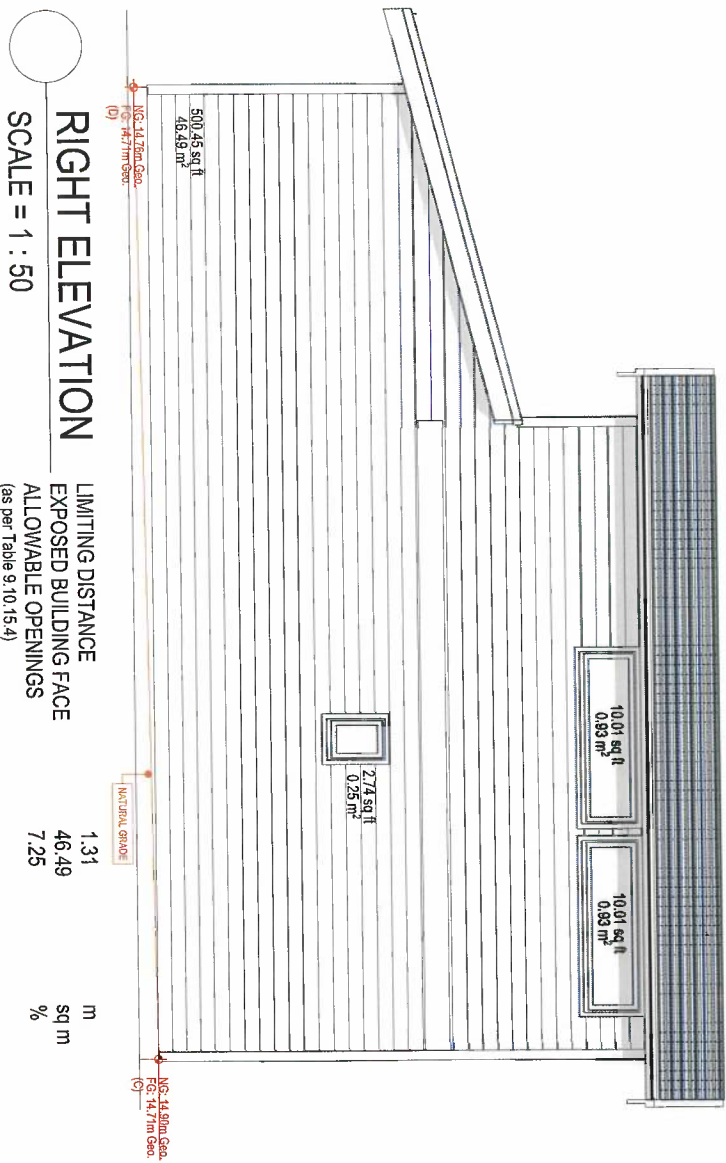 10.01 sq ft
0.93 m²
10.01 sq ft
0.93 m²
2.74 sq ft
0.25 m²
500.45 sq ft
46.49 m²
NG: 14.76m Geo.
FG: 14.71m Geo.
(D)
NATURAL GRADE
NG: 14.90m Geo.
FG: 14.71m Geo.
(C)
RIGHT ELEVATION
SCALE = 1 : 50
LIMITING DISTANCE 1.31 m
EXPOSED BUILDING FACE 46.49 sq m
ALLOWABLE OPENINGS 7.25 %
(as per Table 9.10.15.4)